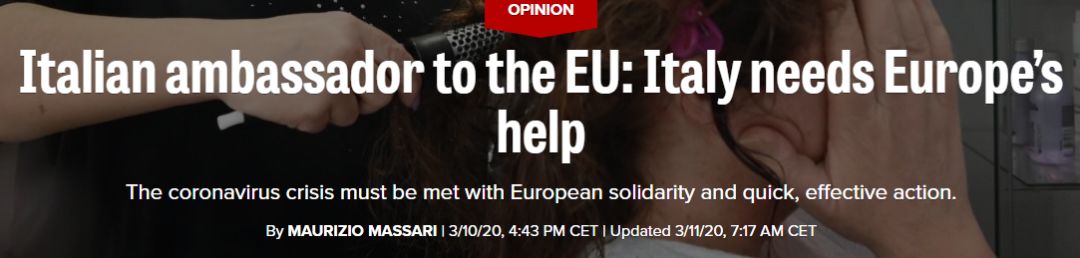 OPINION
Italian ambassador to the EU: Italy needs Europe’s
help
The coronavirus crisis must be met with European solidarity and quick, effective action.
By MAURIZIO MASSARI | 3/10/20, 4:43 PM CET | Updated 3/11/20, 7:17 AM CET